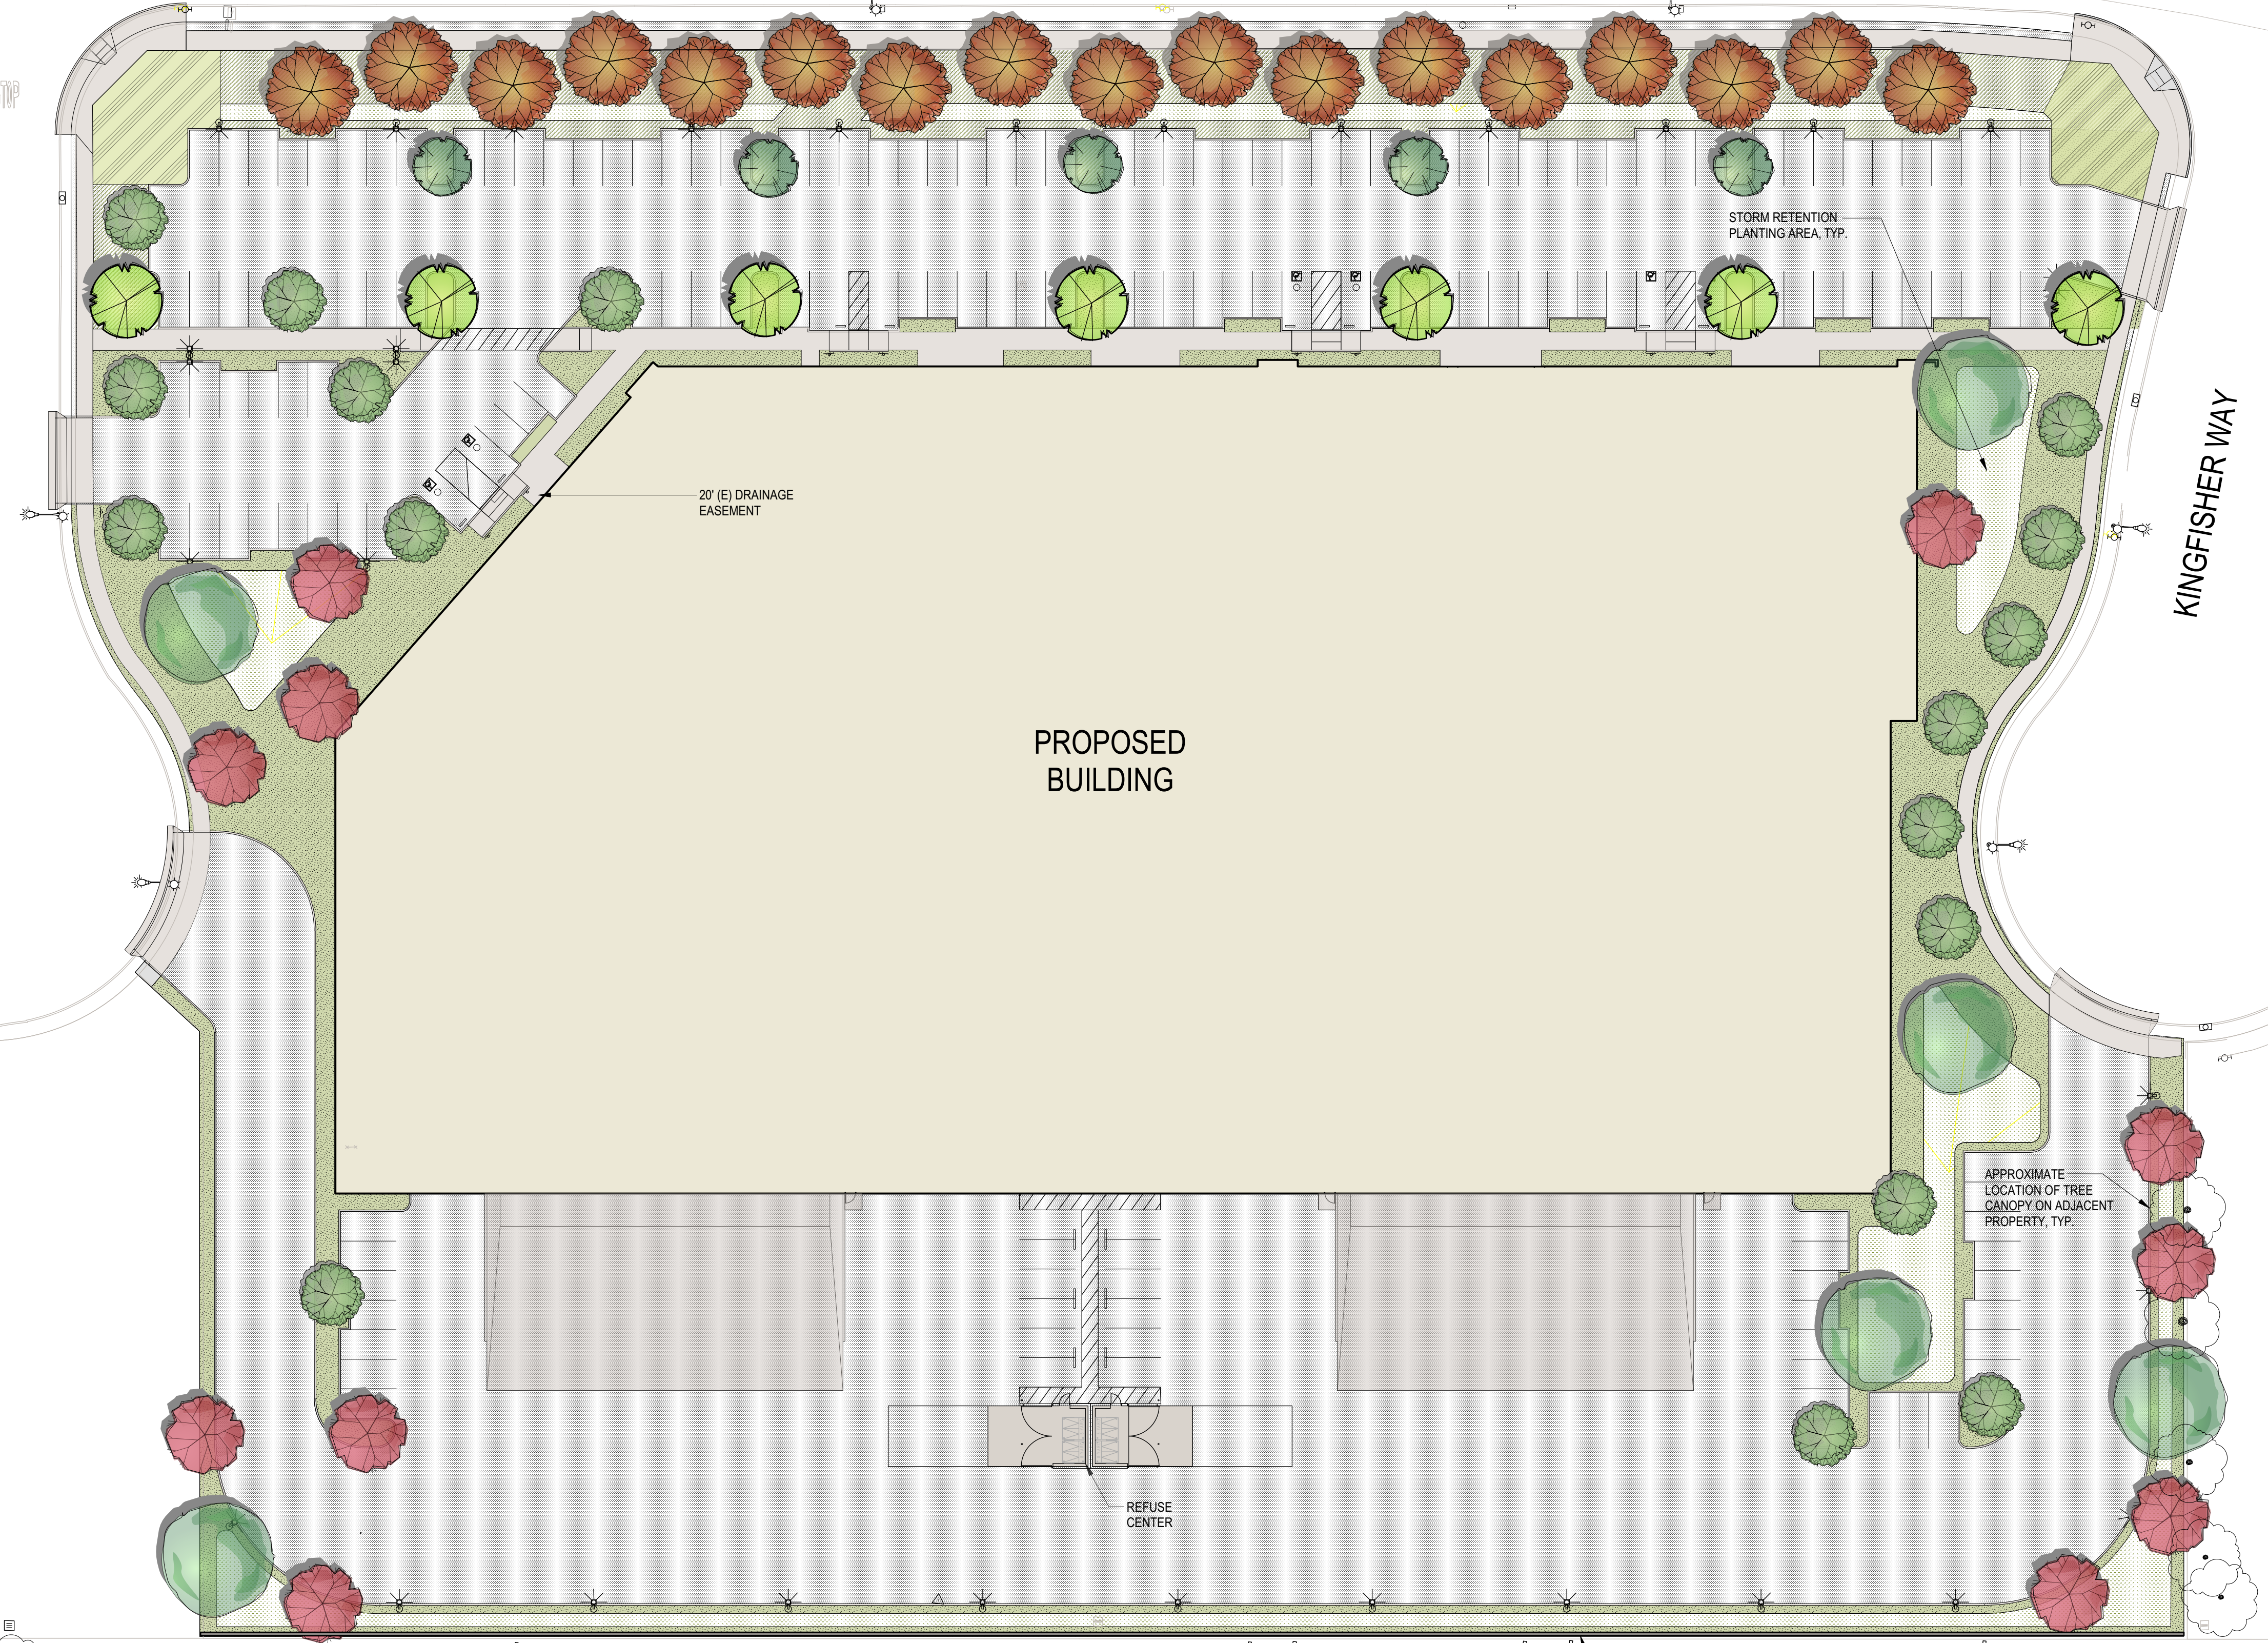 STORM RETENTION
PLANTING AREA, TYP.
KINGFISHER WAY
20' (E) DRAINAGE
EASEMENT
PROPOSED
BUILDING
APPROXIMATE
LOCATION OF TREE
CANOPY ON ADJACENT
PROPERTY, TYP.
REFUSE
CENTER